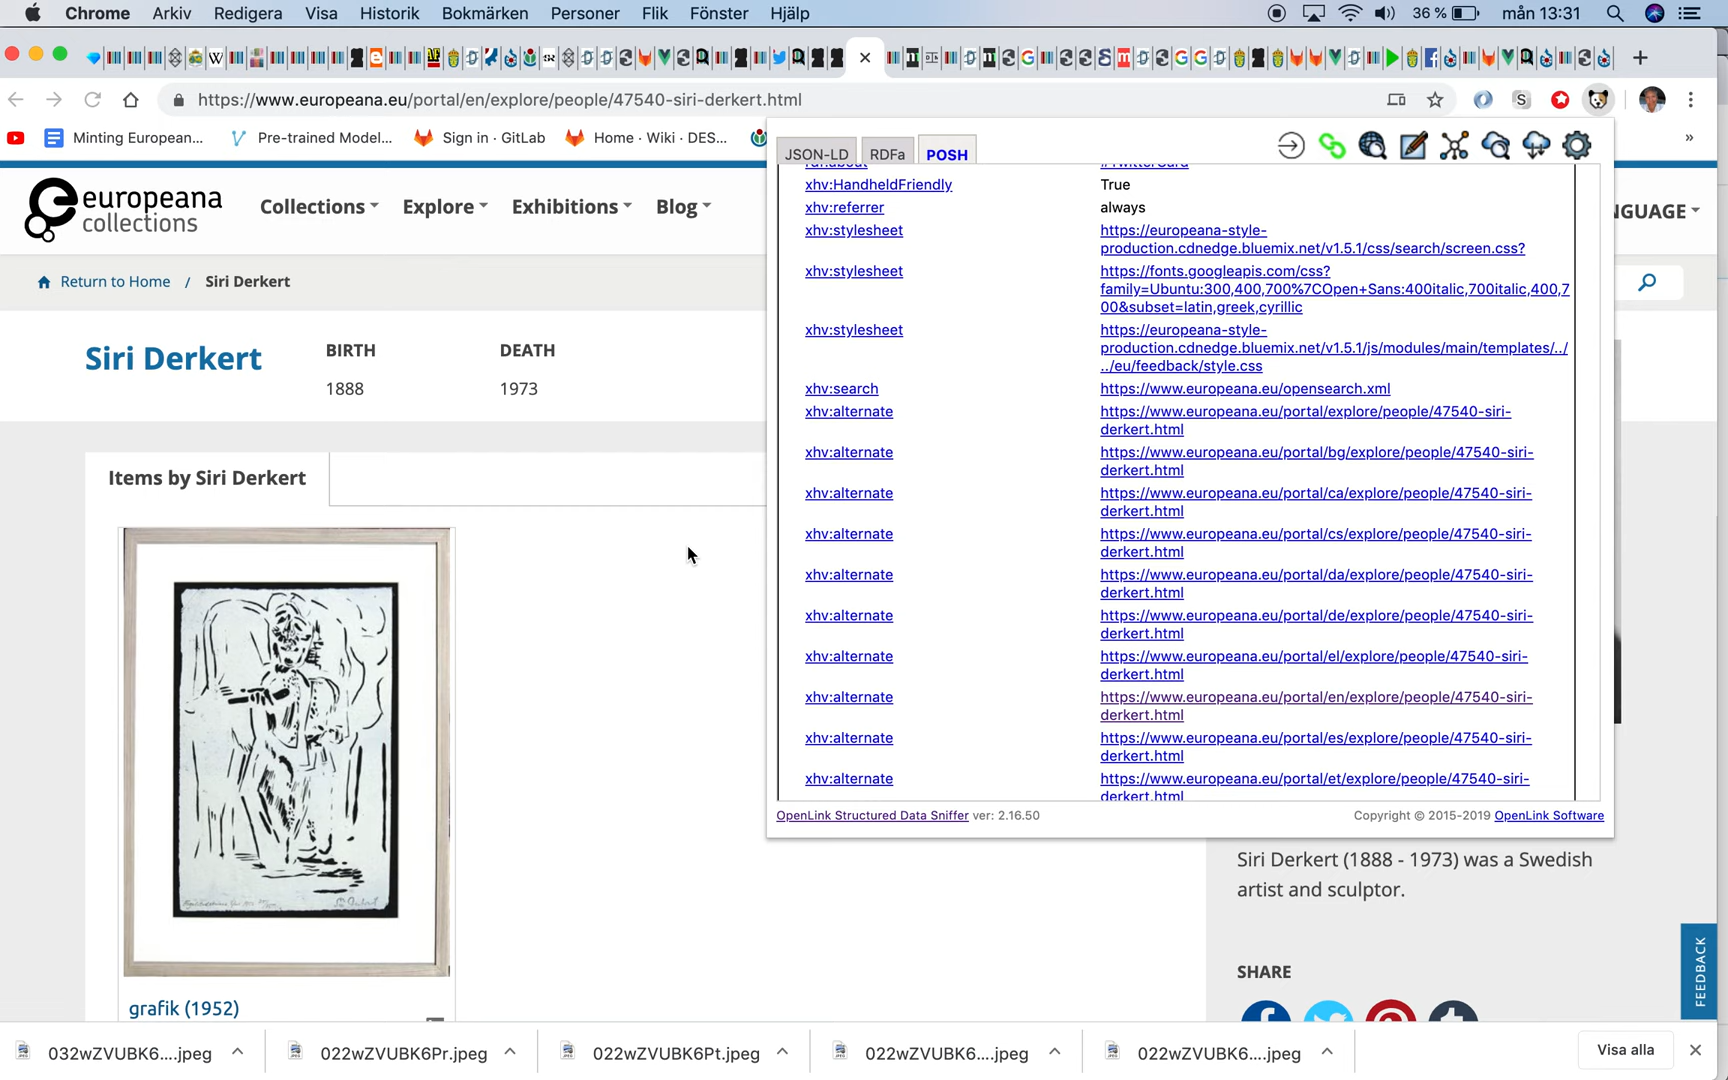 Chrome Arkiv Redigera Visa Historik Bokmärken Personer Flik Fönster Hjälp 36 % mån 13:31
https://www.europeana.eu/portal/en/explore/people/47540-siri-derkert.html
Minting European... Pre-trained Model... Sign in · GitLab Home · Wiki · DES... »
europeana
collections
Collections Explore Exhibitions Blog
NGUAGE
Return to Home / Siri Derkert
Siri Derkert
BIRTH
1888
DEATH
1973
Items by Siri Derkert
grafik (1952)
JSON-LD RDFa POSH
xhv:HandheldFriendly True
xhv:referrer always
xhv:stylesheet https://europeana-style-
production.cdnedge.bluemix.net/v1.5.1/css/search/screen.css?
xhv:stylesheet https://fonts.googleapis.com/css?
family=Ubuntu:300,400,700%7COpen+Sans:400italic,700italic,400,7
00&subset=latin,greek,cyrillic
xhv:stylesheet https://europeana-style-
production.cdnedge.bluemix.net/v1.5.1/js/modules/main/templates/../
../eu/feedback/style.css
xhv:search https://www.europeana.eu/opensearch.xml
xhv:alternate https://www.europeana.eu/portal/explore/people/47540-siri-
derkert.html
xhv:alternate https://www.europeana.eu/portal/bg/explore/people/47540-siri-
derkert.html
xhv:alternate https://www.europeana.eu/portal/ca/explore/people/47540-siri-
derkert.html
xhv:alternate https://www.europeana.eu/portal/cs/explore/people/47540-siri-
derkert.html
xhv:alternate https://www.europeana.eu/portal/da/explore/people/47540-siri-
derkert.html
xhv:alternate https://www.europeana.eu/portal/de/explore/people/47540-siri-
derkert.html
xhv:alternate https://www.europeana.eu/portal/el/explore/people/47540-siri-
derkert.html
xhv:alternate https://www.europeana.eu/portal/en/explore/people/47540-siri-
derkert.html
xhv:alternate https://www.europeana.eu/portal/es/explore/people/47540-siri-
derkert.html
xhv:alternate https://www.europeana.eu/portal/et/explore/people/47540-siri-
derkert.html
OpenLink Structured Data Sniffer ver: 2.16.50 Copyright © 2015-2019 OpenLink Software
Siri Derkert (1888 - 1973) was a Swedish
artist and sculptor.
SHARE
FEEDBACK
032wZVUBK6....jpeg 022wZVUBK6Pr.jpeg 022wZVUBK6Pt.jpeg 022wZVUBK6....jpeg 022wZVUBK6....jpeg Visa alla